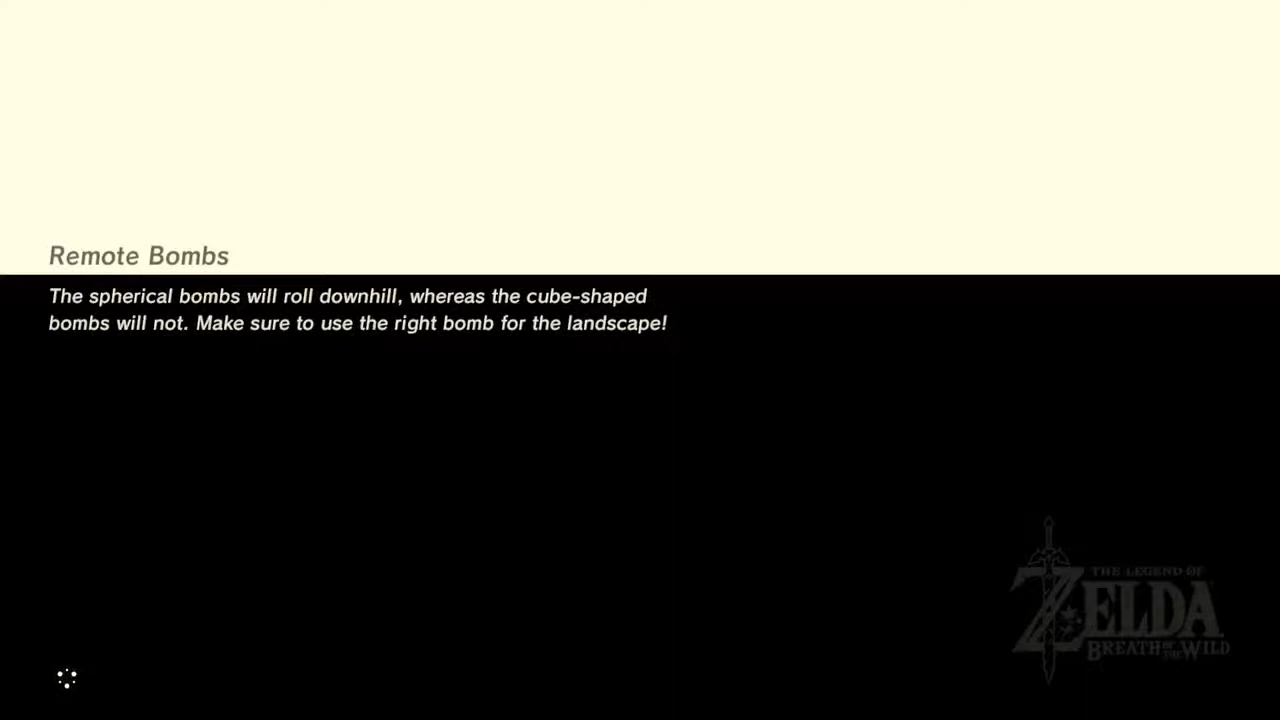 Remote Bombs
The spherical bombs will roll downhill, whereas the cube-shaped
bombs will not. Make sure to use the right bomb for the landscape!
THE LEGEND OF
ZELDA
BREATH OF THE WILD